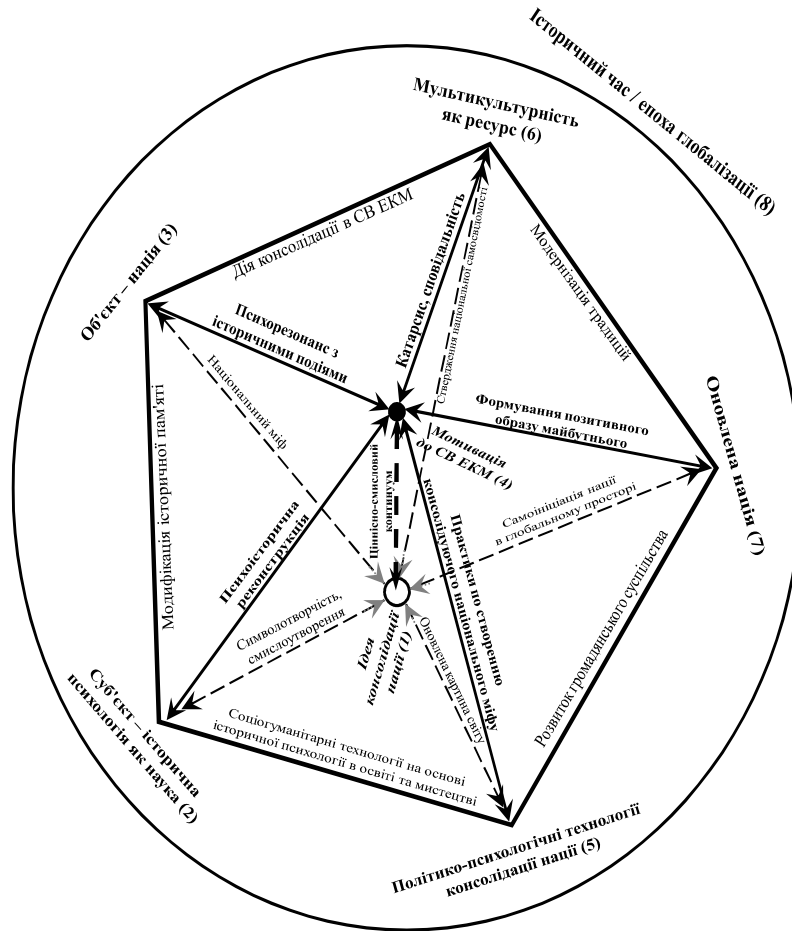 Історичний час / епоха глобалізації (8)
Мультикультурність
як ресурс (6)
Дія консолідації в СВ ЕКМ
Модернізація традицій
Об'єкт – нація (3)
Катарсис, сповідальність
Ствердження національної самосвідомості
Психорезонанс з
історичними подіями
Національний міф
Формування позитивного
образу майбутнього
Оновлена нація (7)
Мотивація
до СВ ЕКМ (4)
Модифікація історичної пам'яті
Ціннісно-смисловий
континуум
Самоініціація нації
в глобальному просторі
Психоісторична
реконструкція
Практики по створенню
консолідуючого національного міфу
Символотворчість,
смислоутворення
Ідея
консолідації
нації (1)
Оновлена картина світу
Розвиток громадянського суспільства
Суб'єкт – історична
психологія як наука (2)
Соціогуманітарні технології на основі
історичної психології в освіті та мистецтві
Політико-психологічні технології
консолідації нації (5)